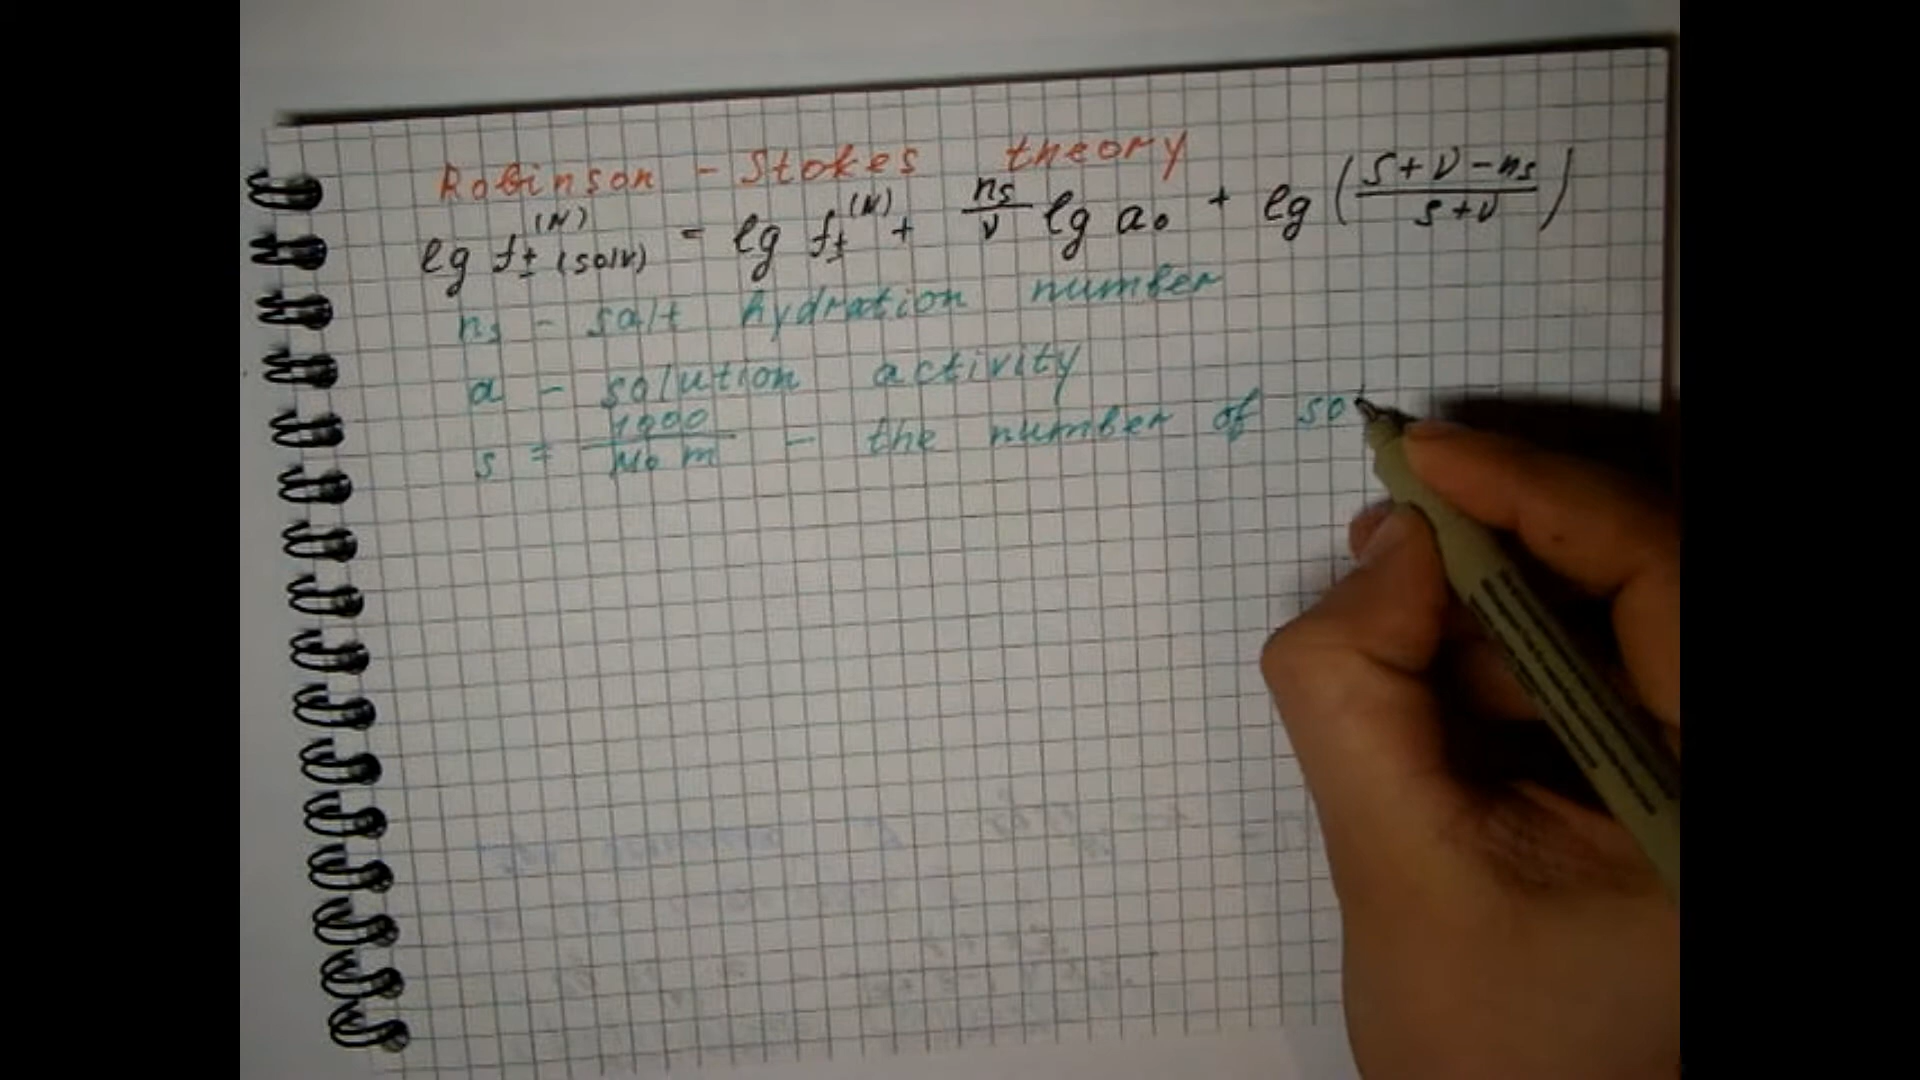 Robinson - Stokes theory
lg f± (solv)^(N) = lg f±^(N) + ns/ν lg a₀ + lg (s+ν-ns / s+ν)
ns - salt hydration number
a - solution activity
s = 1000/M₀ m - the number of